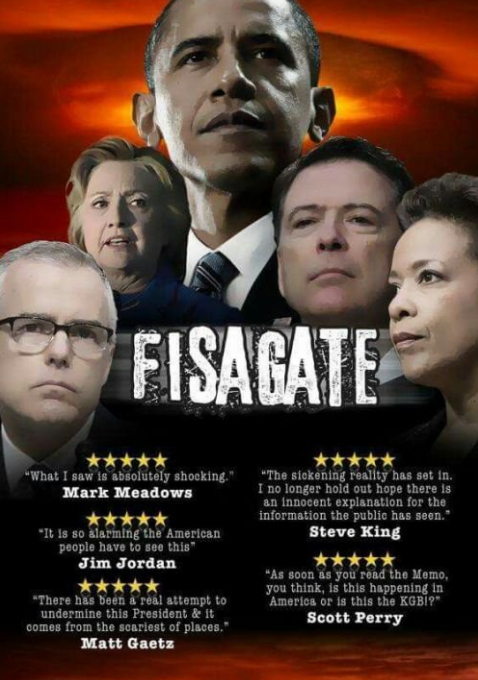 FISAGATE
"What I saw is absolutely shocking."
Mark Meadows
"It is so alarming the American
people have to see this"
Jim Jordan
"There has been a real attempt to
undermine this President & it
comes from the scariest of places."
Matt Gaetz
"The sickening reality has set in.
I no longer hold out hope there is
an innocent explanation for the
information the public has seen."
Steve King
"As soon as you read the Memo,
you think, is this happening in
America or is this the KGB!?"
Scott Perry